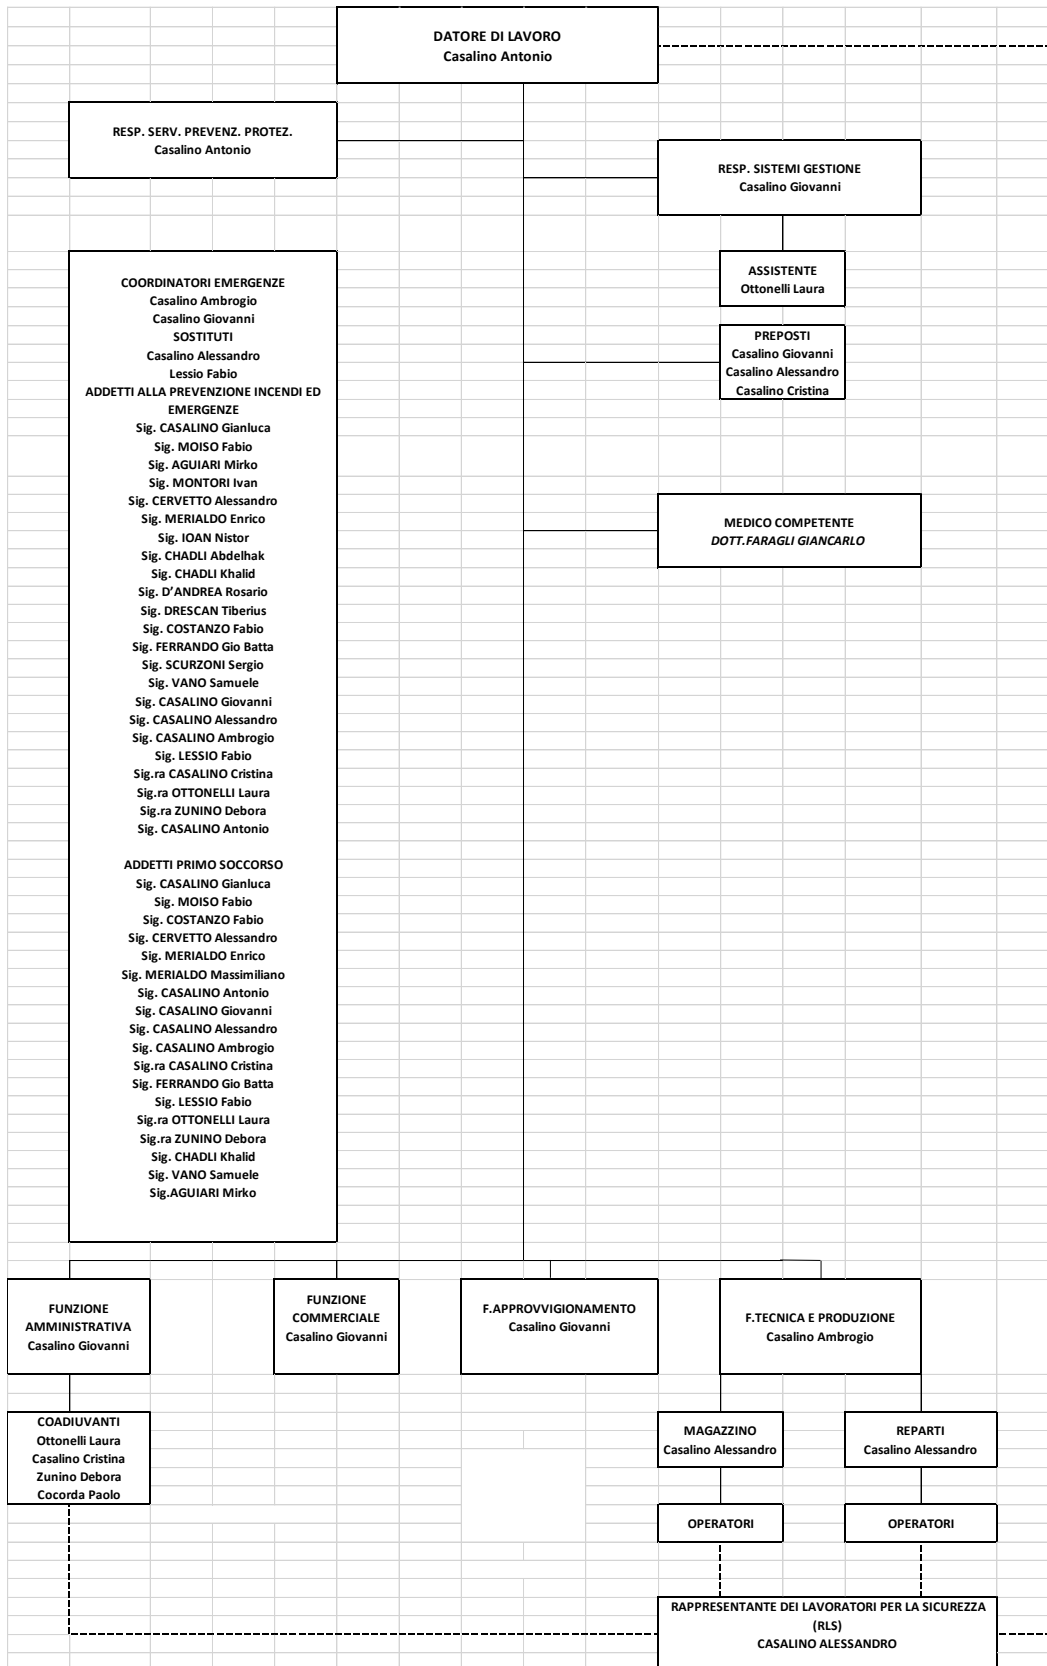 DATORE DI LAVORO
Casalino Antonio
RESP. SERV. PREVENZ. PROTEZ.
Casalino Antonio
RESP. SISTEMI GESTIONE
Casalino Giovanni
ASSISTENTE
Ottonelli Laura
PREPOSTI
Casalino Giovanni
Casalino Alessandro
Casalino Cristina
COORDINATORI EMERGENZE
Casalino Ambrogio
Casalino Giovanni
SOSTITUTI
Casalino Alessandro
Lessio Fabio
ADDETTI ALLA PREVENZIONE INCENDI ED
EMERGENZE
Sig. CASALINO Gianluca
Sig. MOISO Fabio
Sig. AGUIARI Mirko
Sig. MONTORI Ivan
Sig. CERVETTO Alessandro
Sig. MERIALDO Enrico
Sig. IOAN Nistor
Sig. CHADLI Abdelhak
Sig. CHADLI Khalid
Sig. D’ANDREA Rosario
Sig. DRESCAN Tiberius
Sig. COSTANZO Fabio
Sig. FERRANDO Gio Batta
Sig. SCURZONI Sergio
Sig. VANO Samuele
Sig. CASALINO Giovanni
Sig. CASALINO Alessandro
Sig. CASALINO Ambrogio
Sig. LESSIO Fabio
Sig.ra CASALINO Cristina
Sig.ra OTTONELLI Laura
Sig.ra ZUNINO Debora
Sig. CASALINO Antonio
ADDETTI PRIMO SOCCORSO
Sig. CASALINO Gianluca
Sig. MOISO Fabio
Sig. COSTANZO Fabio
Sig. CERVETTO Alessandro
Sig. MERIALDO Enrico
Sig. MERIALDO Massimiliano
Sig. CASALINO Antonio
Sig. CASALINO Giovanni
Sig. CASALINO Alessandro
Sig. CASALINO Ambrogio
Sig.ra CASALINO Cristina
Sig. FERRANDO Gio Batta
Sig. LESSIO Fabio
Sig.ra OTTONELLI Laura
Sig.ra ZUNINO Debora
Sig. CHADLI Khalid
Sig. VANO Samuele
Sig.AGUIARI Mirko
MEDICO COMPETENTE
DOTT.FARAGLI GIANCARLO
FUNZIONE
AMMINISTRATIVA
Casalino Giovanni
FUNZIONE
COMMERCIALE
Casalino Giovanni
F.APPROVVIGIONAMENTO
Casalino Giovanni
F.TECNICA E PRODUZIONE
Casalino Ambrogio
COADIUVANTI
Ottonelli Laura
Casalino Cristina
Zunino Debora
Cocorda Paolo
MAGAZZINO
Casalino Alessandro
REPARTI
Casalino Alessandro
OPERATORI
OPERATORI
RAPPRESENTANTE DEI LAVORATORI PER LA SICUREZZA
(RLS)
CASALINO ALESSANDRO